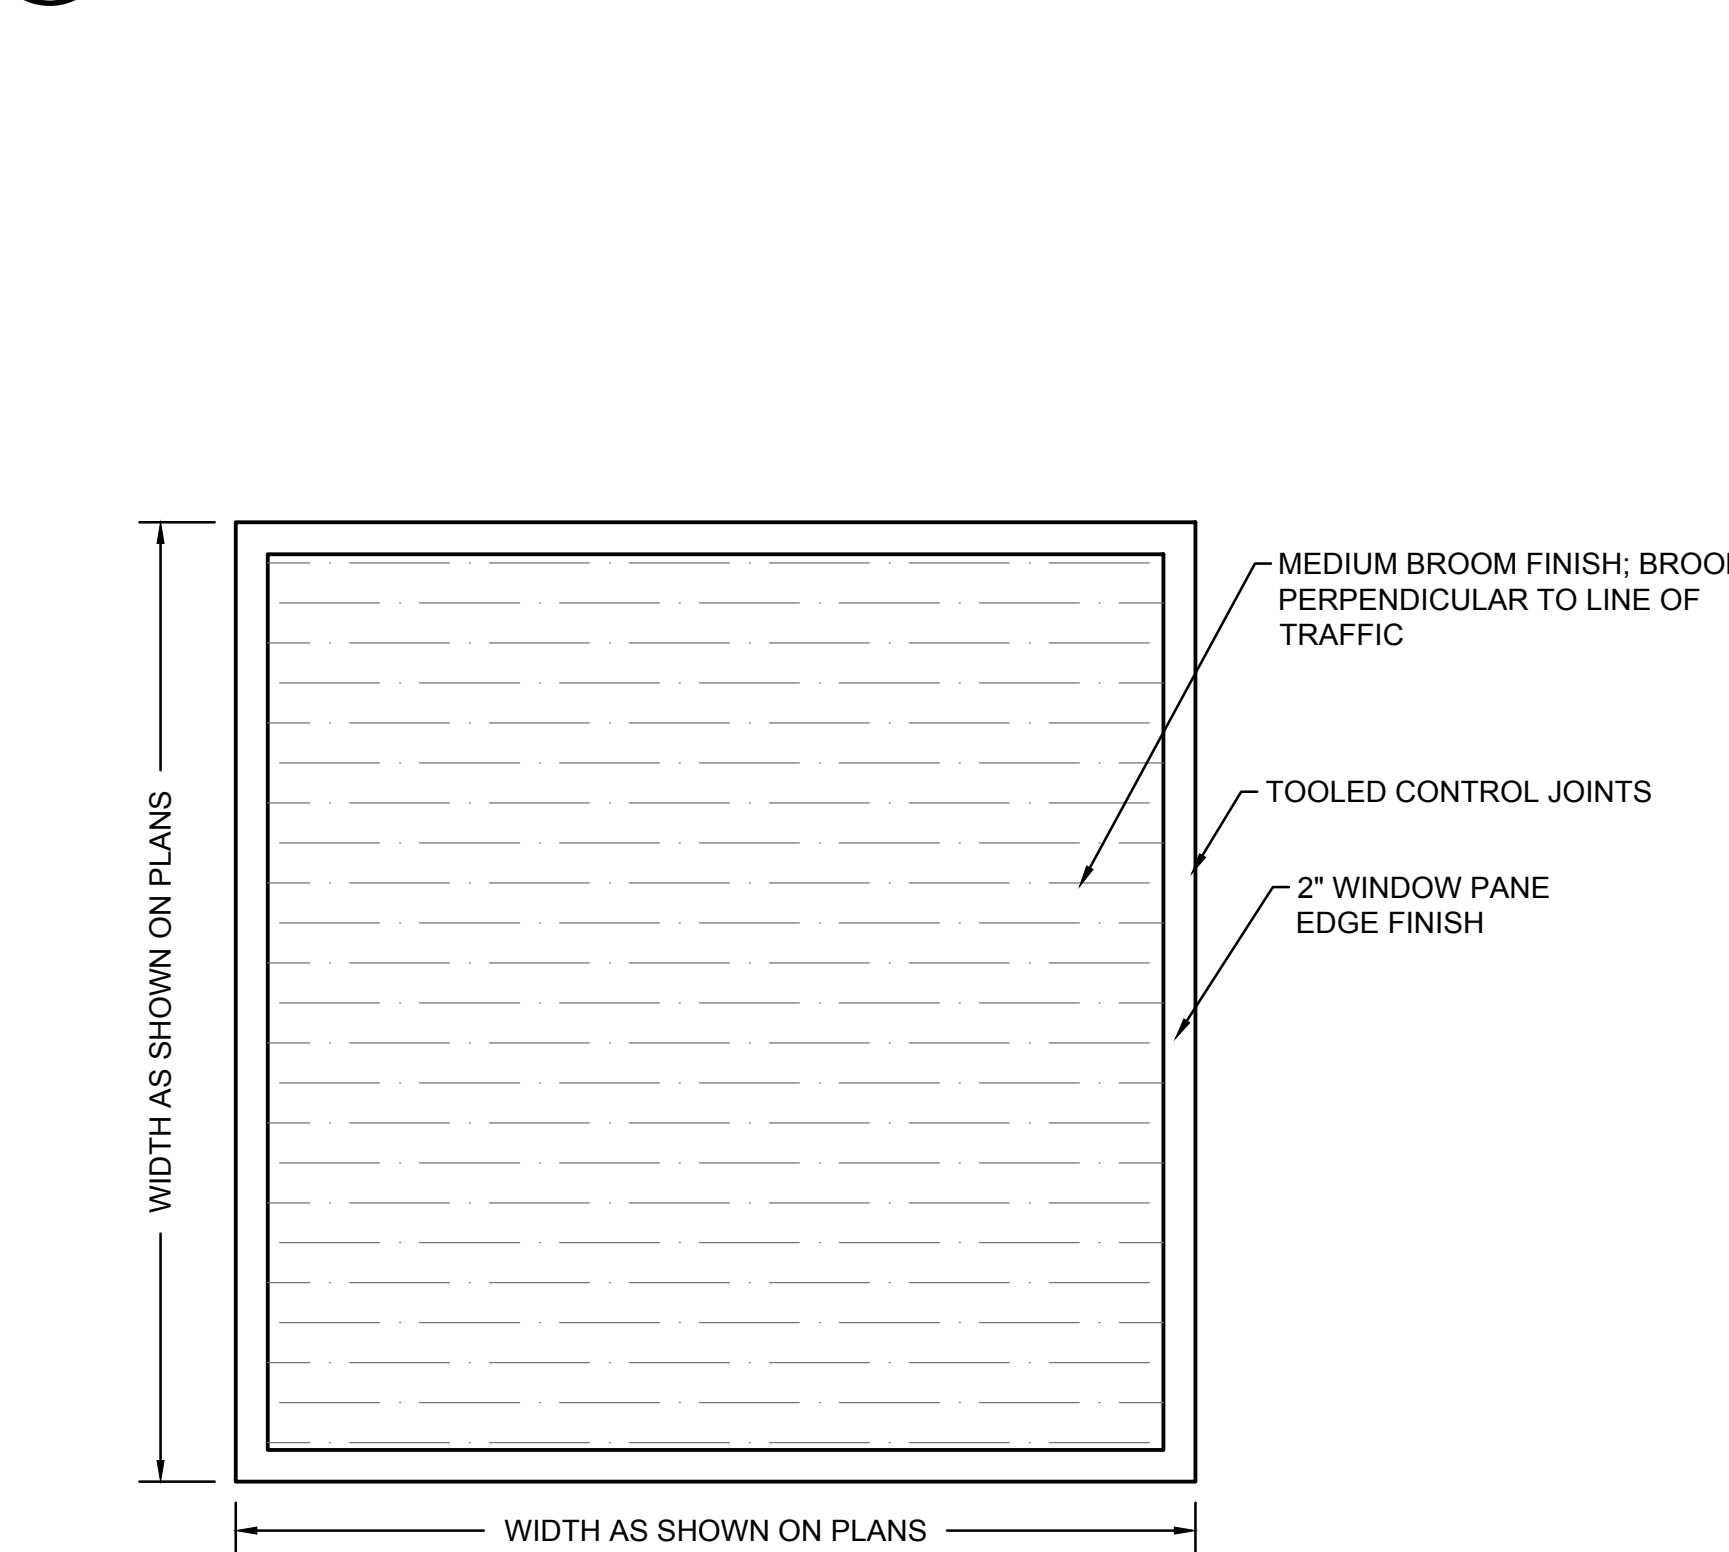 MEDIUM BROOM FINISH;
PERPENDICULAR TO LINE OF
TRAFFIC
TOOLED CONTROL JOINTS
2" WINDOW PANE
EDGE FINISH
WIDTH AS SHOWN ON PLANS
WIDTH AS SHOWN ON PLANS